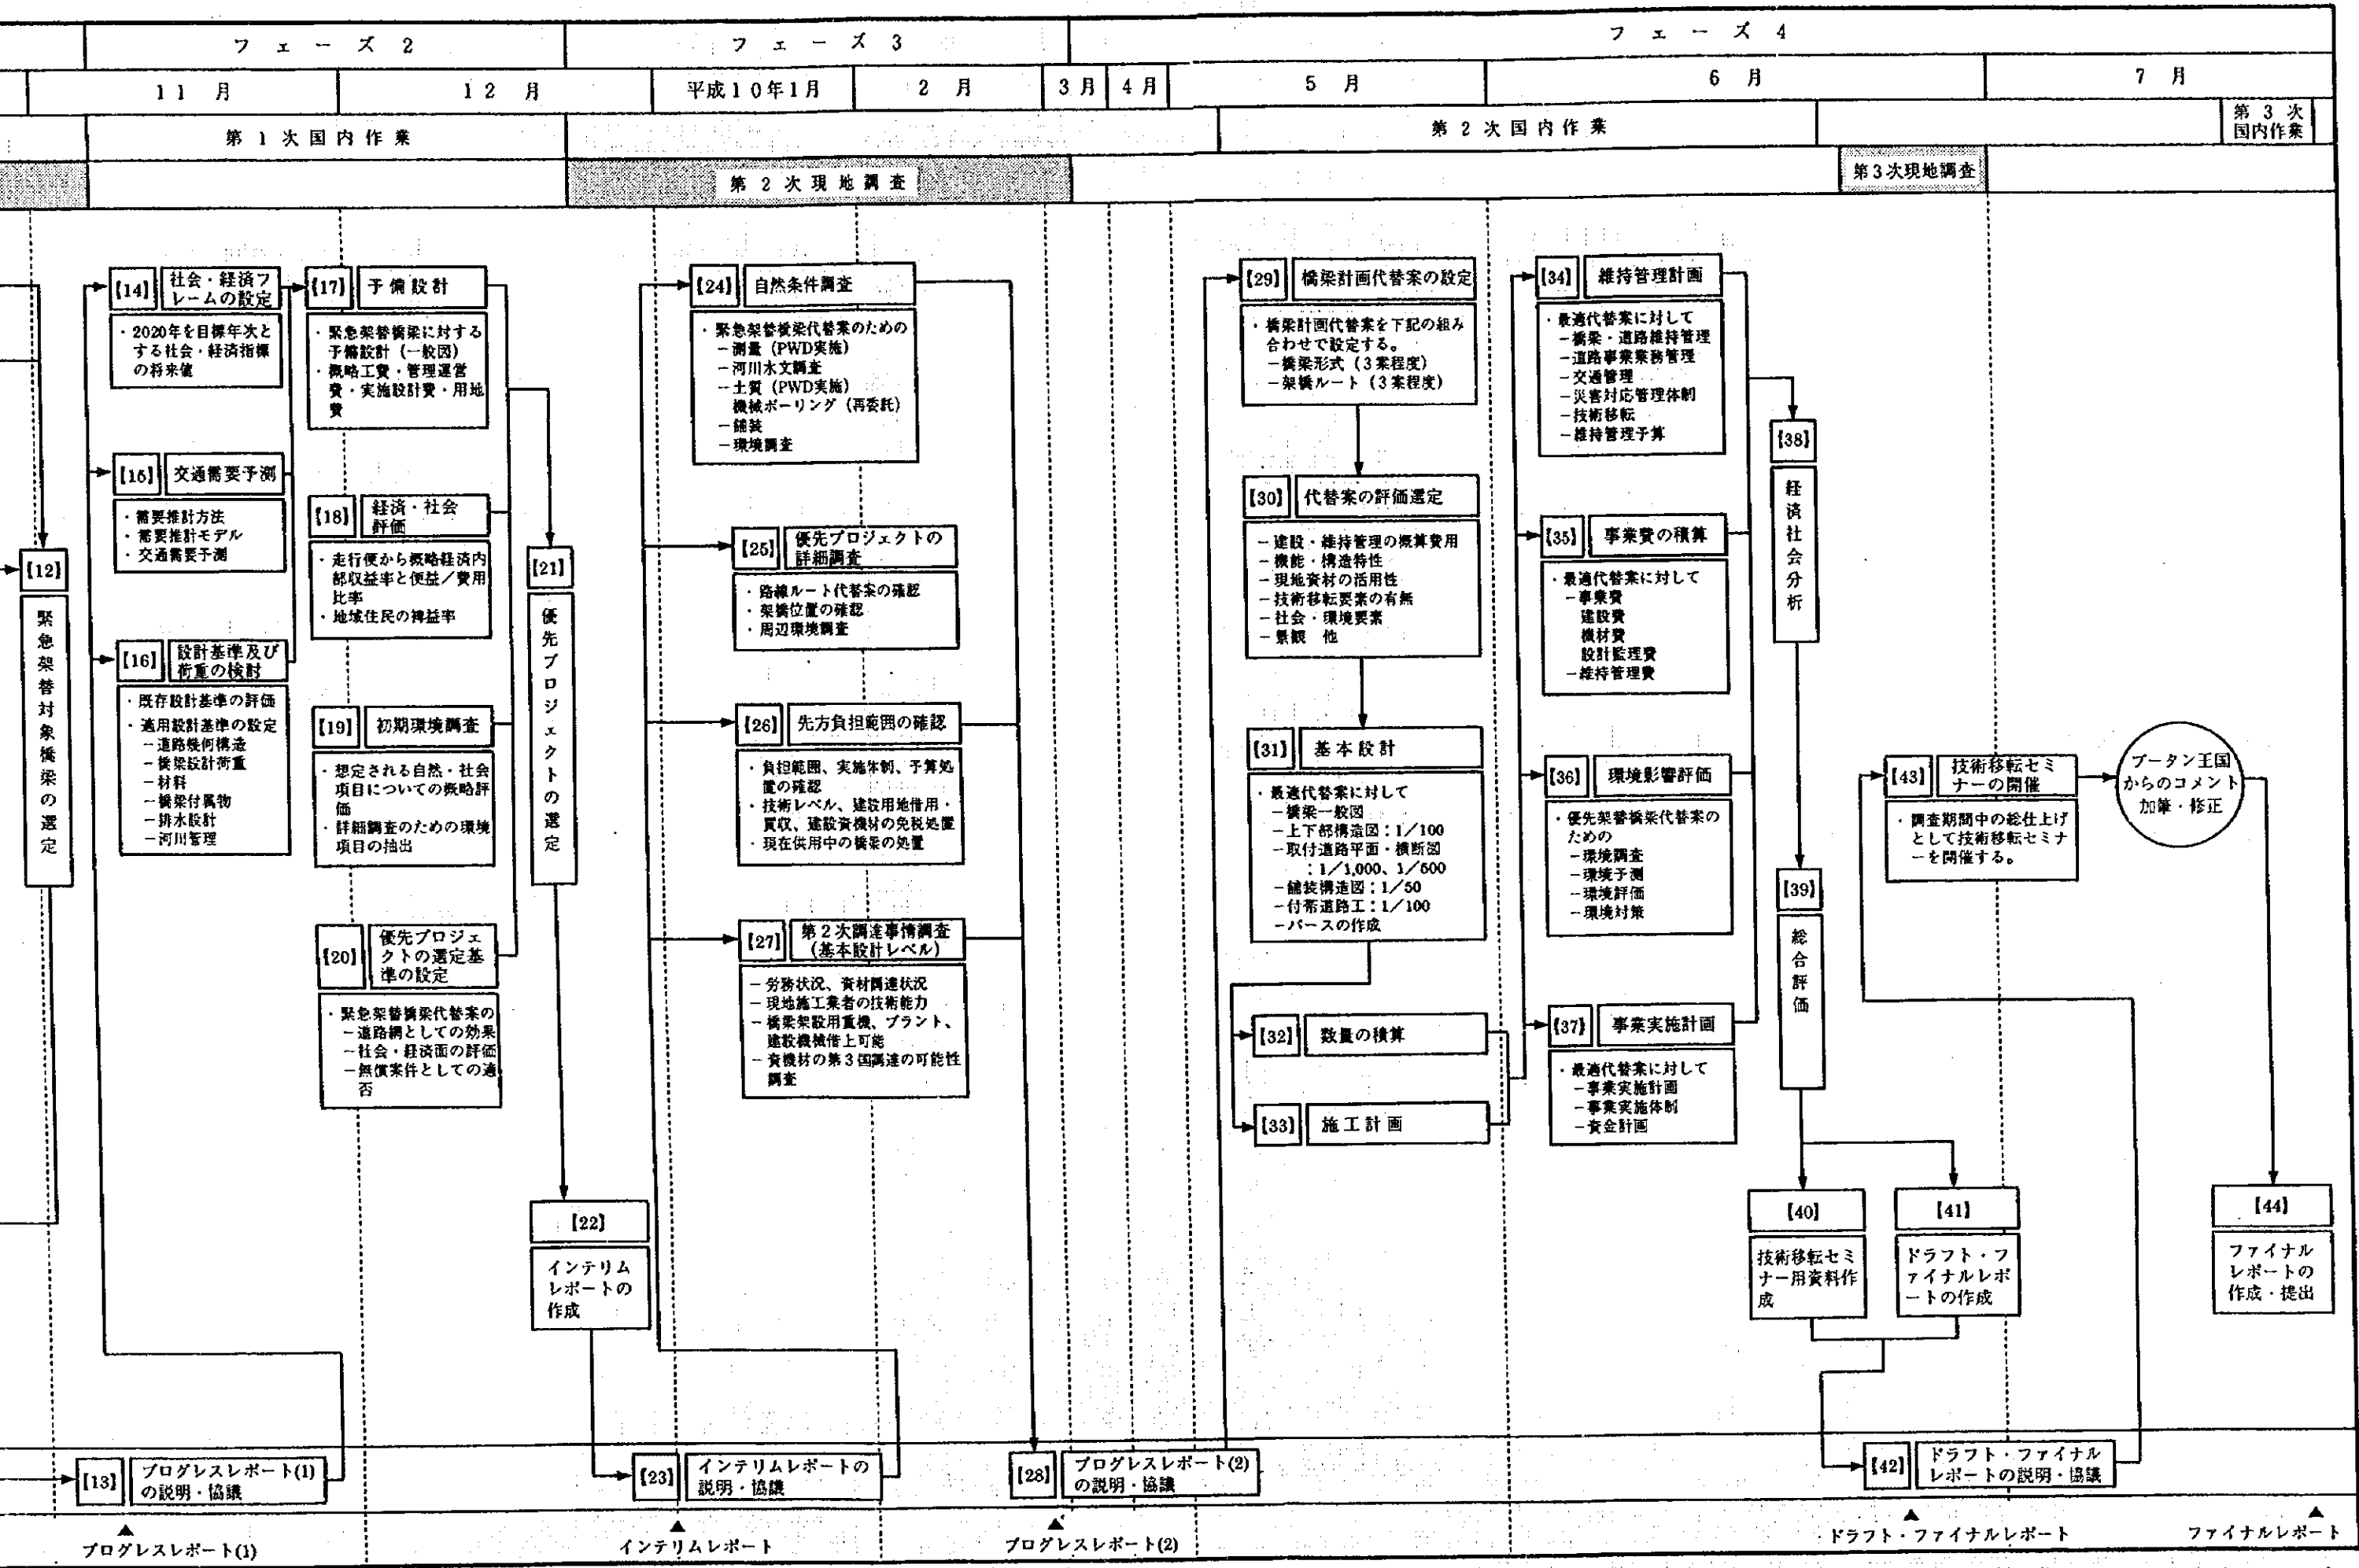 フェーズ2
フェーズ3
フェーズ4
11月
12月
平成10年1月
2月
3月
4月
5月
6月
7月
第1次国内作業
第2次国内作業
第3次
国内作業
第2次現地調査
第3次現地調査
【12】
緊急架替対象橋梁の選定
【13】
プログレスレポート(1)
の説明・協議
【14】
社会・経済フ
レームの設定
・2020年を目標年次と
する社会・経済指標
の将来値
【15】
交通需要予測
・需要推計方法
・需要推計モデル
・交通需要予測
【16】
設計基準及び
荷重の検討
・既存設計基準の評価
・適用設計基準の設定
－道路幾何構造
－橋梁設計荷重
－材料
－橋梁付属物
－排水設計
－河川管理
【17】
予備設計
・緊急架替橋梁に対する
予備設計（一般図）
・概略工費・管理運営
費・実施設計費・用地
費
【18】
経済・社会
評価
・走行便から概略経済内
部収益率と便益／費用
比率
・地域住民の裨益率
【19】
初期環境調査
・想定される自然・社会
項目についての概略評
価
・詳細調査のための環境
項目の抽出
【20】
優先プロジェ
クトの選定基
準の設定
・緊急架替橋梁代替案の
－道路網としての効果
－社会・経済面の評価
－無償案件としての適
否
【21】
優先プロジェクトの選定
【22】
インテリム
レポートの
作成
【23】
インテリムレポートの
説明・協議
【24】
自然条件調査
・緊急架替橋梁代替案のための
－測量（PWD実施）
－河川水文調査
－土質（PWD実施）
機械ボーリング（再委託）
－舗装
－環境調査
【25】
優先プロジェクトの
詳細調査
・路線ルート代替案の確認
・架橋位置の確認
・周辺環境調査
【26】
先方負担範囲の確認
・負担範囲、実施体制、予算処
置の確認
・技術レベル、建設用地借用・
買収、建設資機材の免税処置
・現在供用中の橋梁の処置
【27】
第2次調達事情調査
（基本設計レベル）
－労務状況、資材調達状況
－現地施工業者の技術能力
－橋梁架設用重機、プラント、
建設機械借上可能
－資機材の第3国調達の可能性
調査
【28】
プログレスレポート(2)
の説明・協議
【29】
橋梁計画代替案の設定
・橋梁計画代替案を下記の組み
合わせで設定する。
－橋梁形式（3案程度）
－架橋ルート（3案程度）
【30】
代替案の評価選定
－建設・維持管理の概算費用
－機能・構造特性
－現地資材の活用性
－技術移転要素の有無
－社会・環境要素
－景観　他
【31】
基本設計
・最適代替案に対して
－橋梁一般図
－上下部構造図：1／100
－取付道路平面・横断図
：1／1,000、1／500
－舗装構造図：1／50
－付帯道路工：1／100
－パースの作成
【32】
数量の積算
【33】
施工計画
【34】
維持管理計画
・最適代替案に対して
－橋梁・道路維持管理
－道路事業業務管理
－交通管理
－災害対応管理体制
－技術移転
－維持管理予算
【35】
事業費の積算
・最適代替案に対して
－事業費
建設費
機材費
設計監理費
－維持管理費
【36】
環境影響評価
・優先架替橋梁代替案の
ための
－環境調査
－環境予測
－環境評価
－環境対策
【37】
事業実施計画
・最適代替案に対して
－事業実施計画
－事業実施体制
－資金計画
【38】
経済社会分析
【39】
総合評価
【40】
技術移転セミ
ナー用資料作
成
【41】
ドラフト・フ
ァイナルレポ
ートの作成
【42】
ドラフト・ファイナル
レポートの説明・協議
【43】
技術移転セミ
ナーの開催
・調査期間中の総仕上げ
として技術移転セミナ
ーを開催する。
ブータン王国
からのコメント
加筆・修正
【44】
ファイナル
レポートの
作成・提出
プログレスレポート(1)
インテリムレポート
プログレスレポート(2)
ドラフト・ファイナルレポート
ファイナルレポート